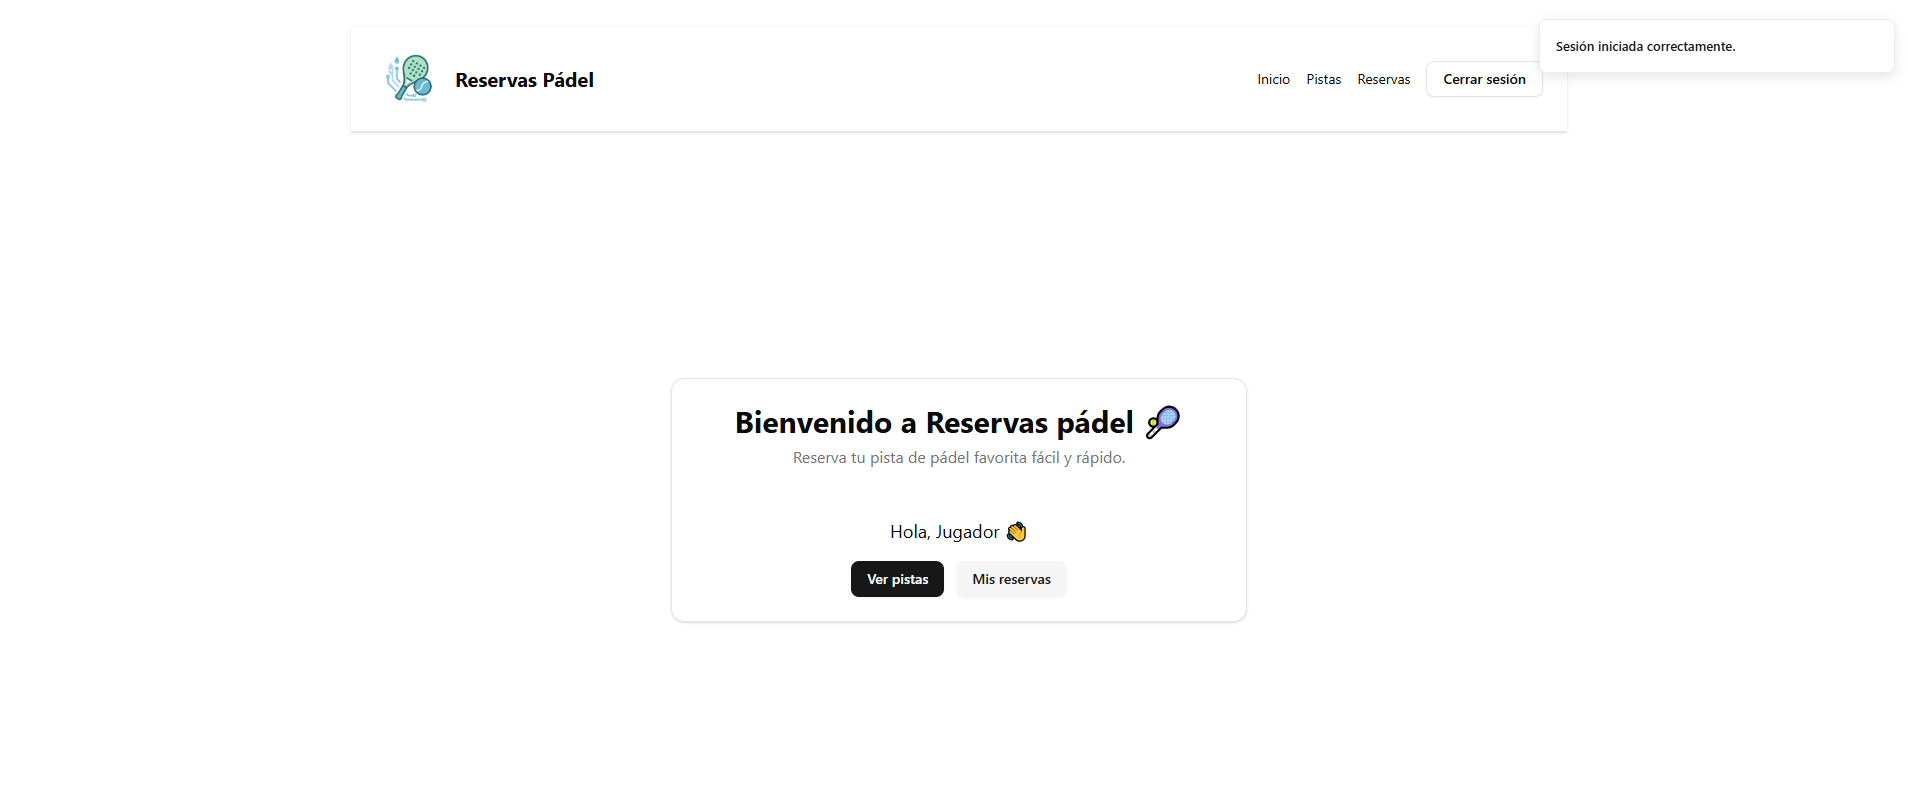 Reservas Pádel
Inicio Pistas Reservas Cerrar sesión
Sesión iniciada correctamente.
Bienvenido a Reservas pádel
Reserva tu pista de pádel favorita fácil y rápido.
Hola, Jugador 👋
Ver pistas Mis reservas